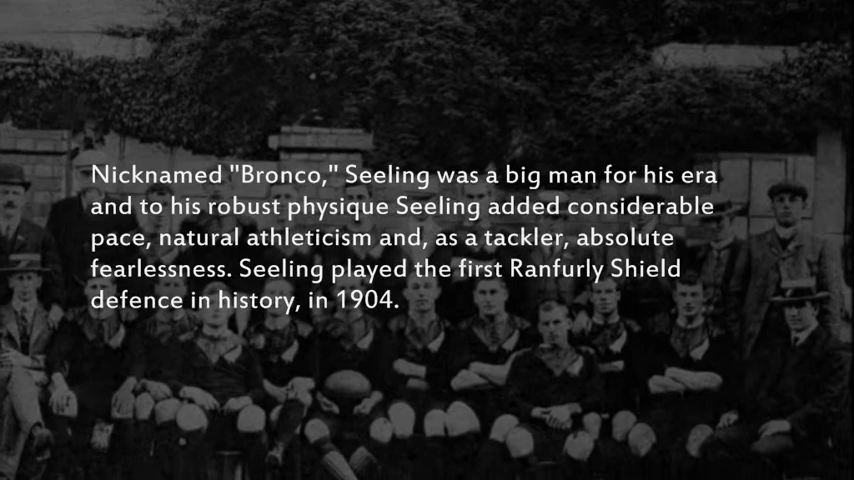 Nicknamed "Bronco," Seeling was a big man for his era
and to his robust physique Seeling added considerable
pace, natural athleticism and, as a tackler, absolute
fearlessness. Seeling played the first Ranfurly Shield
defence in history, in 1904.